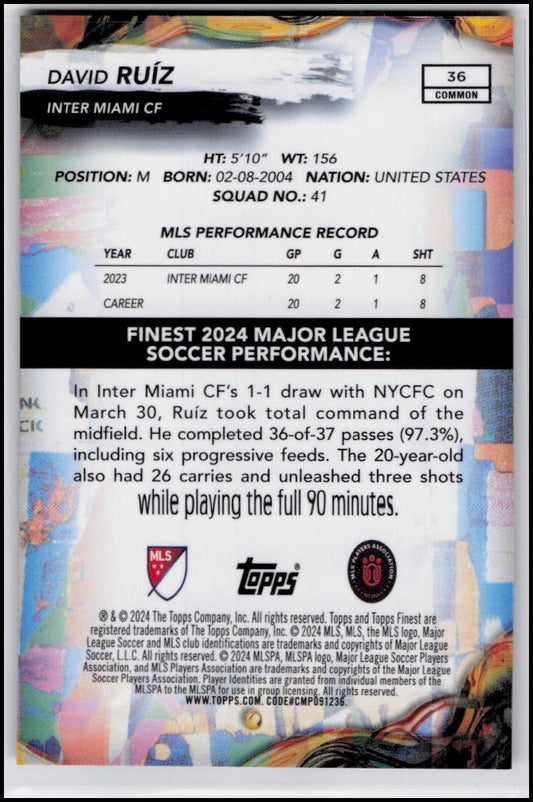 DAVID RUÍZ
INTER MIAMI CF
36
COMMON
HT: 5'10" WT: 156
POSITION: M BORN: 02-08-2004 NATION: UNITED STATES
SQUAD NO.: 41
MLS PERFORMANCE RECORD
YEAR CLUB GP G A SHT
2023 INTER MIAMI CF 20 2 1 8
CAREER 20 2 1 8
FINEST 2024 MAJOR LEAGUE
SOCCER PERFORMANCE:
In Inter Miami CF's 1-1 draw with NYCFC on
March 30, Ruíz took total command of the
midfield. He completed 36-of-37 passes (97.3%),
including six progressive feeds. The 20-year-old
also had 26 carries and unleashed three shots
while playing the full 90 minutes.
MLS
Topps
MLS PLAYERS ASSOCIATION
® & © 2024 The Topps Company, Inc. All rights reserved. Topps and Topps Finest are
registered trademarks of The Topps Company, Inc. © 2024 MLS, MLS, the MLS logo, Major
League Soccer and MLS club identifications are trademarks and copyrights of Major League
Soccer, L.L.C. All rights reserved. © 2024 MLSPA, MLSPA logo, Major League Soccer Players
Association, and MLS Players Association are trademarks and copyrights of the Major League
Soccer Players Association. Player Identities are granted from individual members of the
MLSPA to the MLSPA for use in group licensing. All rights reserved.
WWW.TOPPS.COM. CODE#CMP091236.